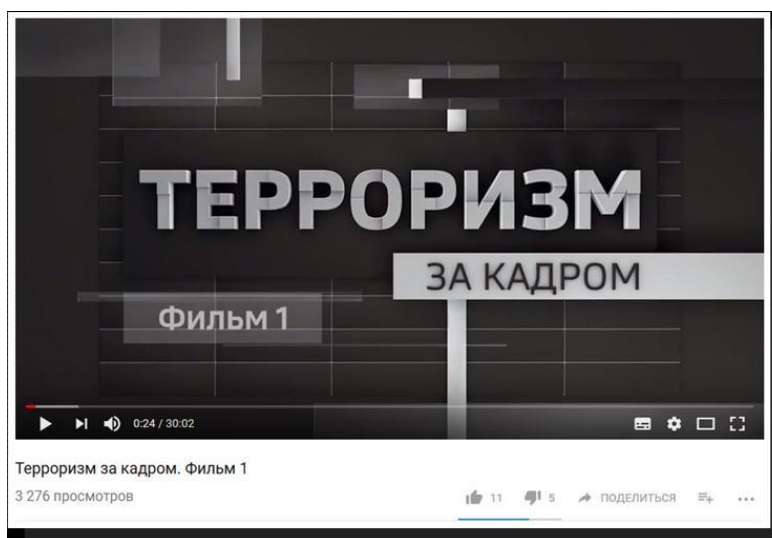 ТЕРРОРИЗМ
ЗА КАДРОМ
Фильм 1
0:24 / 30:02
Терроризм за кадром. Фильм 1
3 276 просмотров
11 5 ПОДЕЛИТЬСЯ